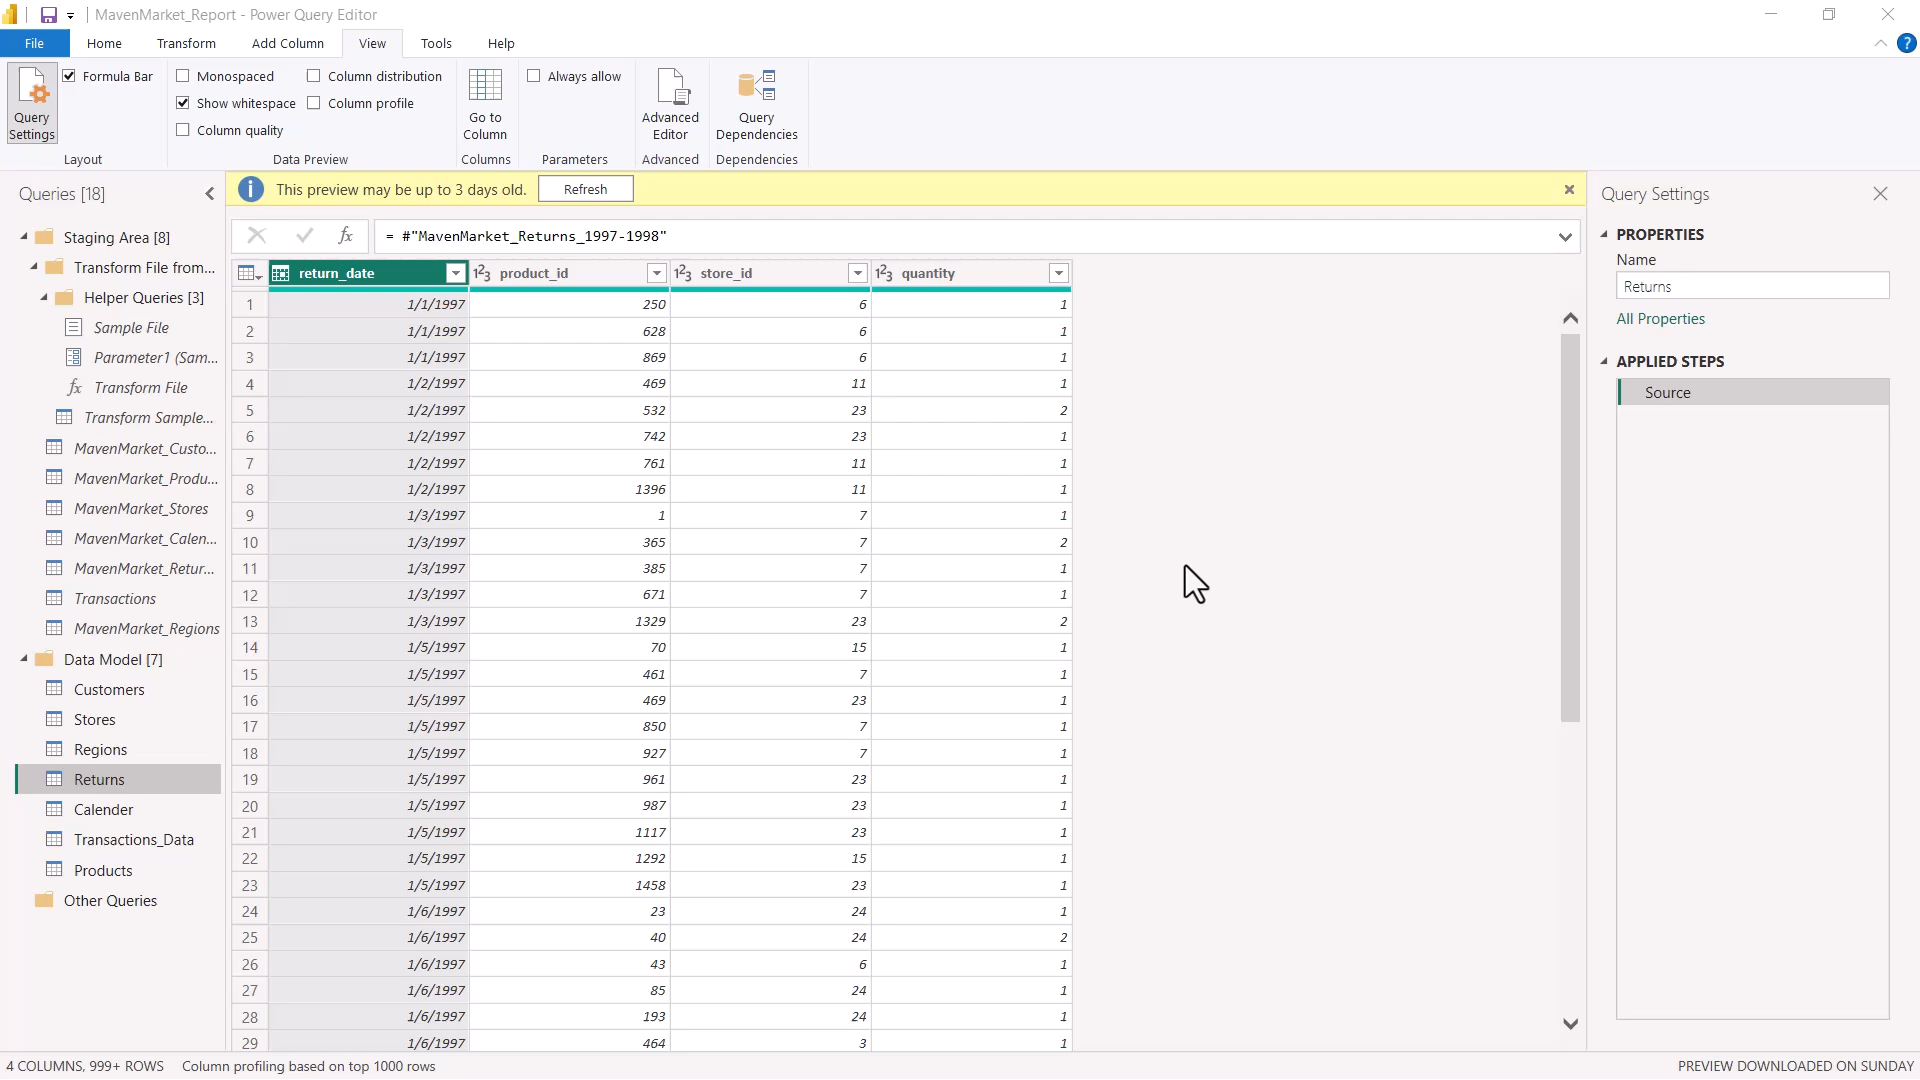 MavenMarket_Report - Power Query Editor
File Home Transform Add Column View Tools Help
Query Settings
Formula Bar
Layout
Monospaced
Show whitespace
Column quality
Column distribution
Column profile
Data Preview
Go to Column
Columns
Always allow
Parameters
Advanced Editor
Advanced
Query Dependencies
Dependencies
Queries [18]
Staging Area [8]
Transform File from...
Helper Queries [3]
Sample File
Parameter1 (Sam...
Transform File
Transform Sample...
MavenMarket_Custo...
MavenMarket_Produ...
MavenMarket_Stores
MavenMarket_Calen...
MavenMarket_Retur...
Transactions
MavenMarket_Regions
Data Model [7]
Customers
Stores
Regions
Returns
Calender
Transactions_Data
Products
Other Queries
This preview may be up to 3 days old. Refresh
fx = #"MavenMarket_Returns_1997-1998"
return_date 123 product_id 123 store_id 123 quantity
1 1/1/1997 250 6 1
2 1/1/1997 628 6 1
3 1/1/1997 869 6 1
4 1/2/1997 469 11 1
5 1/2/1997 532 23 2
6 1/2/1997 742 23 1
7 1/2/1997 761 11 1
8 1/2/1997 1396 11 1
9 1/3/1997 1 7 1
10 1/3/1997 365 7 2
11 1/3/1997 385 7 1
12 1/3/1997 671 7 1
13 1/3/1997 1329 23 2
14 1/5/1997 70 15 1
15 1/5/1997 461 7 1
16 1/5/1997 469 23 1
17 1/5/1997 850 7 1
18 1/5/1997 927 7 1
19 1/5/1997 961 23 1
20 1/5/1997 987 23 1
21 1/5/1997 1117 23 1
22 1/5/1997 1292 15 1
23 1/5/1997 1458 23 1
24 1/6/1997 23 24 1
25 1/6/1997 40 24 2
26 1/6/1997 43 6 1
27 1/6/1997 85 24 1
28 1/6/1997 193 24 1
29 1/6/1997 464 3 1
Query Settings
PROPERTIES
Name
Returns
All Properties
APPLIED STEPS
Source
4 COLUMNS, 999+ ROWS Column profiling based on top 1000 rows
PREVIEW DOWNLOADED ON SUNDAY